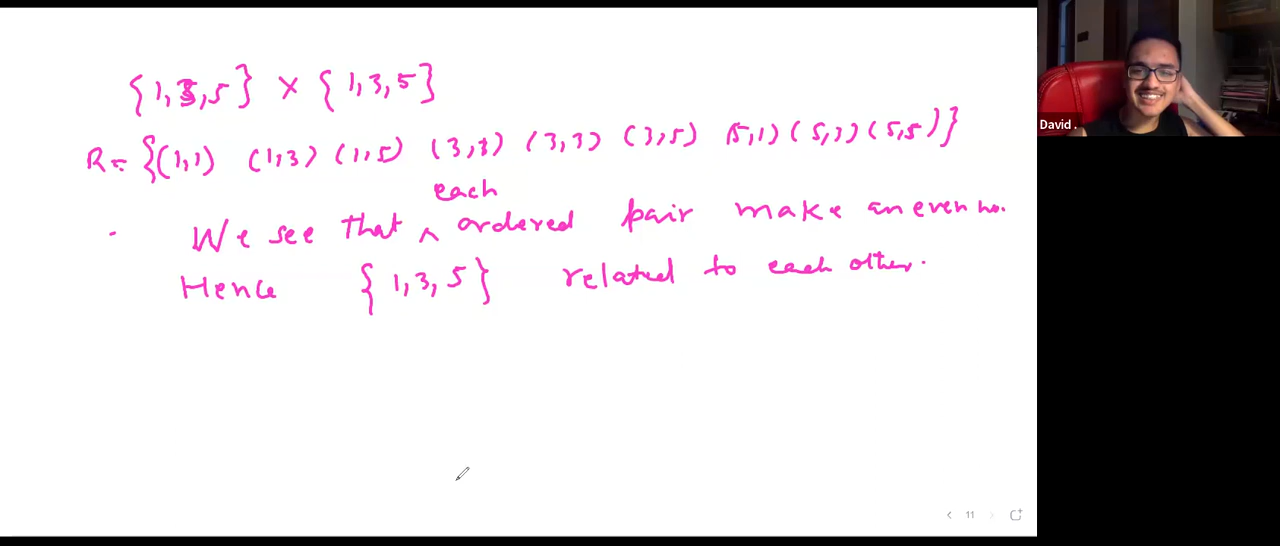 {1,3,5} × {1,3,5}
R = {(1,1) (1,3) (1,5) (3,3) (3,3) (3,5) (5,1) (5,3) (5,5)}
each
We see that ^ ordered pair make an even no.
Hence {1,3,5} related to each other.
David .
11